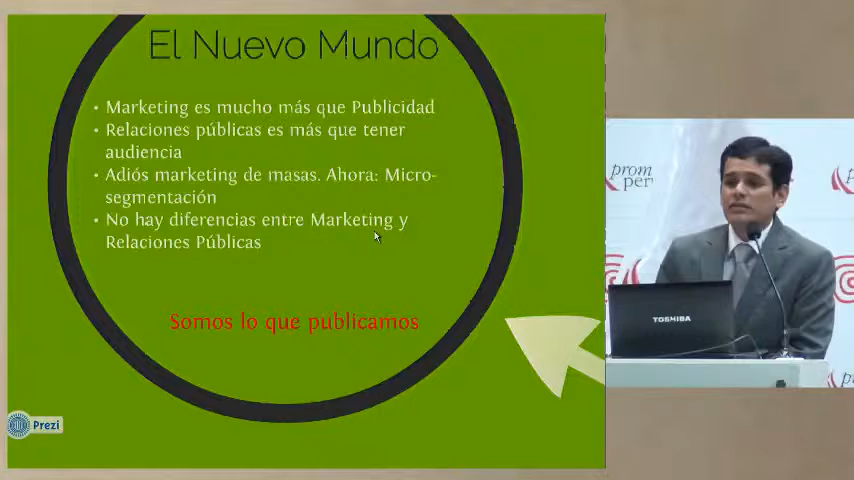 El Nuevo Mundo
• Marketing es mucho más que Publicidad
• Relaciones públicas es más que tener
audiencia
• Adiós marketing de masas. Ahora: Micro-
segmentación
• No hay diferencias entre Marketing y
Relaciones Públicas
Somos lo que publicamos
Prezi
prom
per
TOSHIBA